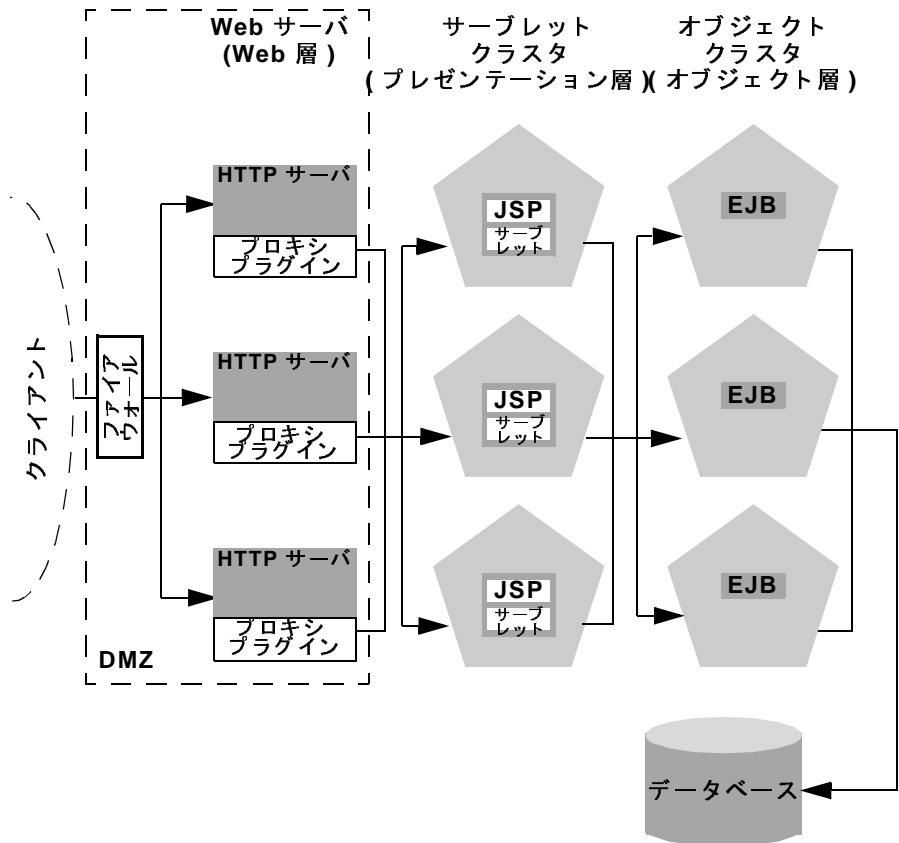 Web サーバ
(Web 層 )
サーブレット
クラスタ
( プレゼンテーション層 )
オブジェクト
クラスタ
( オブジェクト層 )
クライアント
ファイア
ウォール
HTTP サーバ
プロキシ
プラグイン
JSP
サーブ
レット
EJB
HTTP サーバ
プロキシ
プラグイン
JSP
サーブ
レット
EJB
HTTP サーバ
プロキシ
プラグイン
JSP
サーブ
レット
EJB
DMZ
データベース